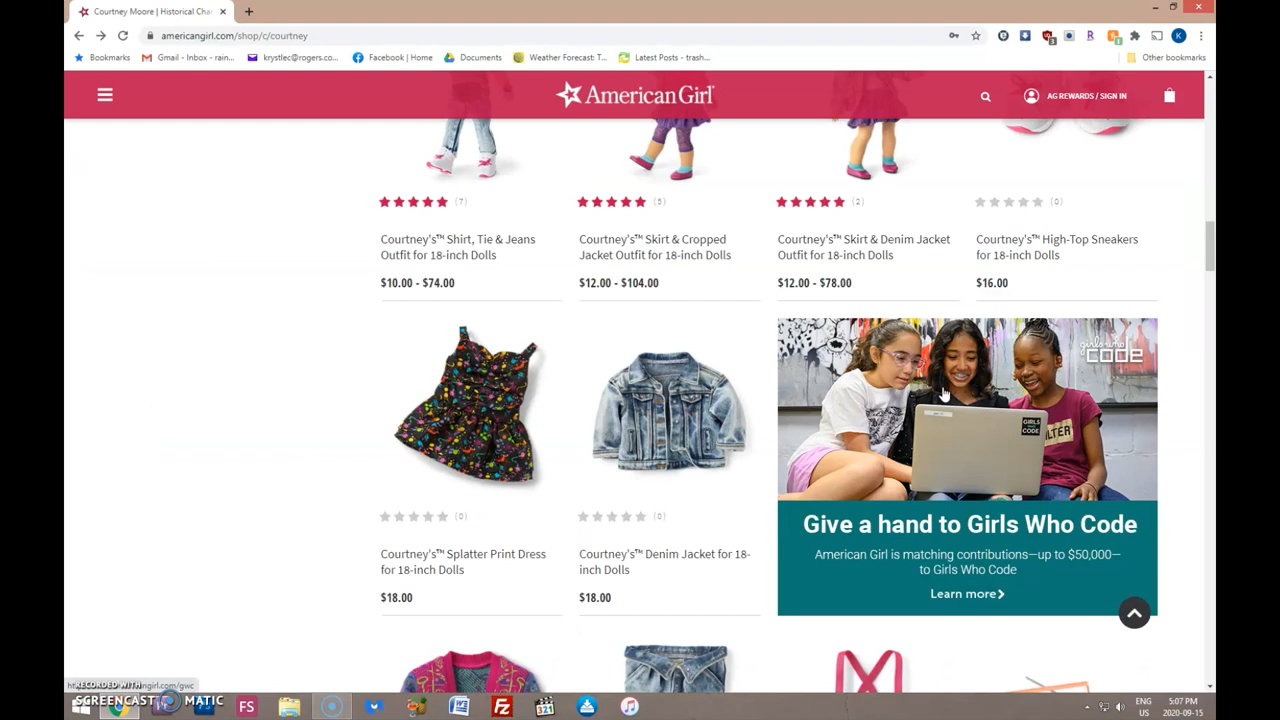 Courtney Moore | Historical Cha
americangirl.com/shop/c/courtney
Bookmarks
Gmail - Inbox - rain...
krystlec@rogers.co...
Facebook | Home
Documents
Weather Forecast: T...
Latest Posts - trash...
Other bookmarks
American Girl
AG REWARDS / SIGN IN
(7)
(5)
(2)
(0)
Courtney's™ Shirt, Tie & Jeans
Outfit for 18-inch Dolls
$10.00 - $74.00
Courtney's™ Skirt & Cropped
Jacket Outfit for 18-inch Dolls
$12.00 - $104.00
Courtney's™ Skirt & Denim Jacket
Outfit for 18-inch Dolls
$12.00 - $78.00
Courtney's™ High-Top Sneakers
for 18-inch Dolls
$16.00
girls who
code
GIRLS
CODE
(0)
Courtney's™ Splatter Print Dress
for 18-inch Dolls
$18.00
(0)
Courtney's™ Denim Jacket for 18-
inch Dolls
$18.00
Give a hand to Girls Who Code
American Girl is matching contributions—up to $50,000—
to Girls Who Code
Learn more
RECORDED WITH
SCREENCAST MATIC
FS
321
Fz
ENG
US
5:07 PM
2020-09-15